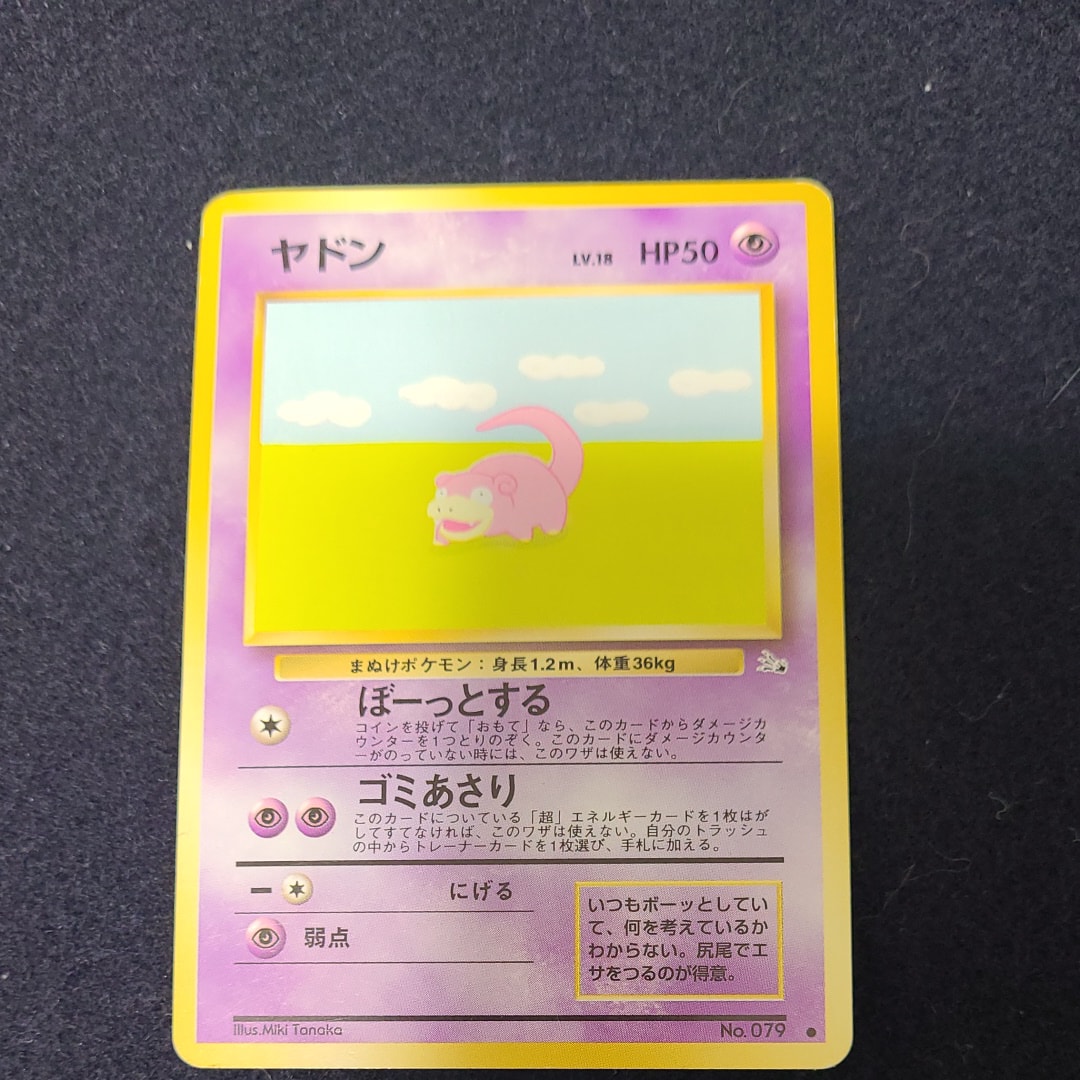 ヤドン LV.18 HP50
まぬけポケモン：身長1.2m、体重36kg
ぼーっとする
コインを投げて「おもて」なら、このカードからダメージカ
ウンターを1つとりのぞく。このカードにダメージカウンタ
ーがのっていない時には、このワザは使えない。
ゴミあさり
このカードについている「超」エネルギーカードを1枚はが
してすてなければ、このワザは使えない。自分のトラッシュ
の中からトレーナーカードを1枚選び、手札に加える。
にげる
弱点
いつもボーッとしてい
て、何を考えているか
わからない。尻尾でエ
サをつるのが得意。
Illus.Miki Tanaka No.079 ●